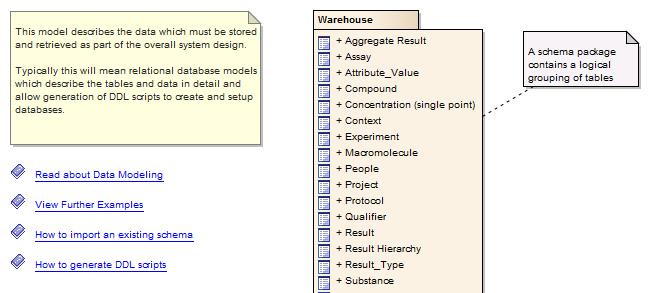 This model describes the data which must be stored
and retrieved as part of the overall system design.
Typically this will mean relational database models
which describe the tables and data in detail and
allow generation of DDL scripts to create and setup
databases.
Read about Data Modeling
View Further Examples
How to import an existing schema
How to generate DDL scripts
Warehouse
+ Aggregate Result
+ Assay
+ Attribute_Value
+ Compound
+ Concentration (single point)
+ Context
+ Experiment
+ Macromolecule
+ People
+ Project
+ Protocol
+ Qualifier
+ Result
+ Result Hierarchy
+ Result_Type
+ Substance
A schema package
contains a logical
grouping of tables